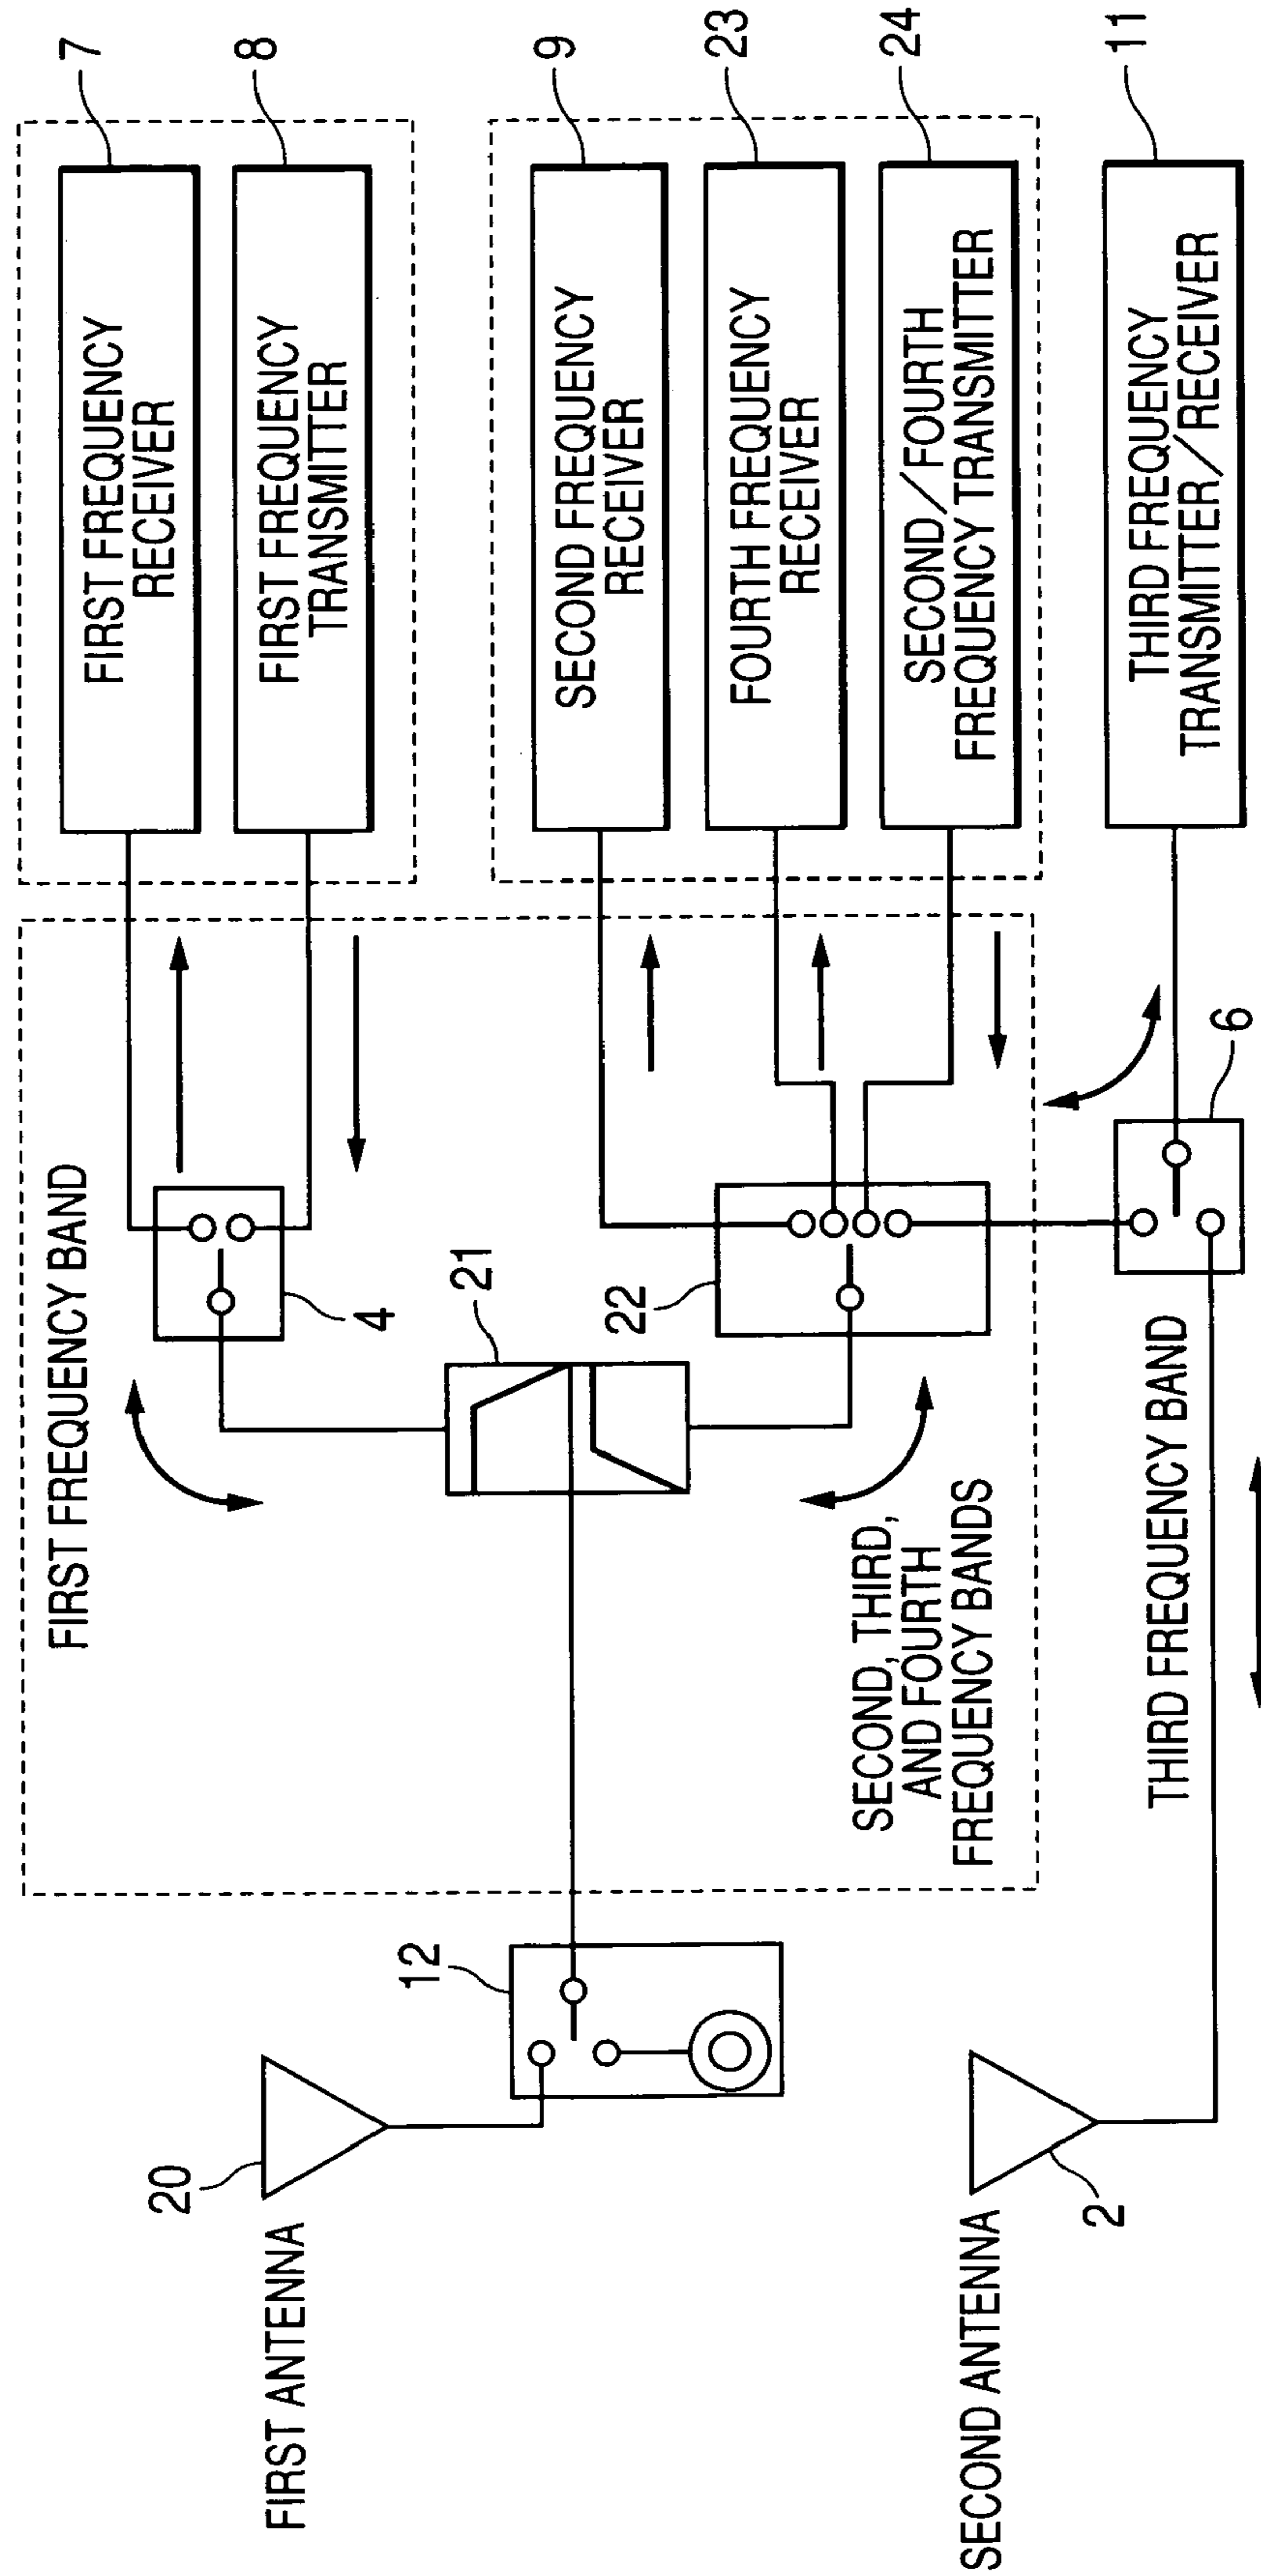 7
FIRST FREQUENCY
RECEIVER
8
FIRST FREQUENCY
TRANSMITTER
9
SECOND FREQUENCY
RECEIVER
23
FOURTH FREQUENCY
RECEIVER
24
SECOND/FOURTH
FREQUENCY TRANSMITTER
11
THIRD FREQUENCY
TRANSMITTER/RECEIVER
FIRST FREQUENCY BAND
4
21
22
6
SECOND, THIRD,
AND FOURTH
FREQUENCY BANDS
THIRD FREQUENCY BAND
12
20
FIRST ANTENNA
2
SECOND ANTENNA